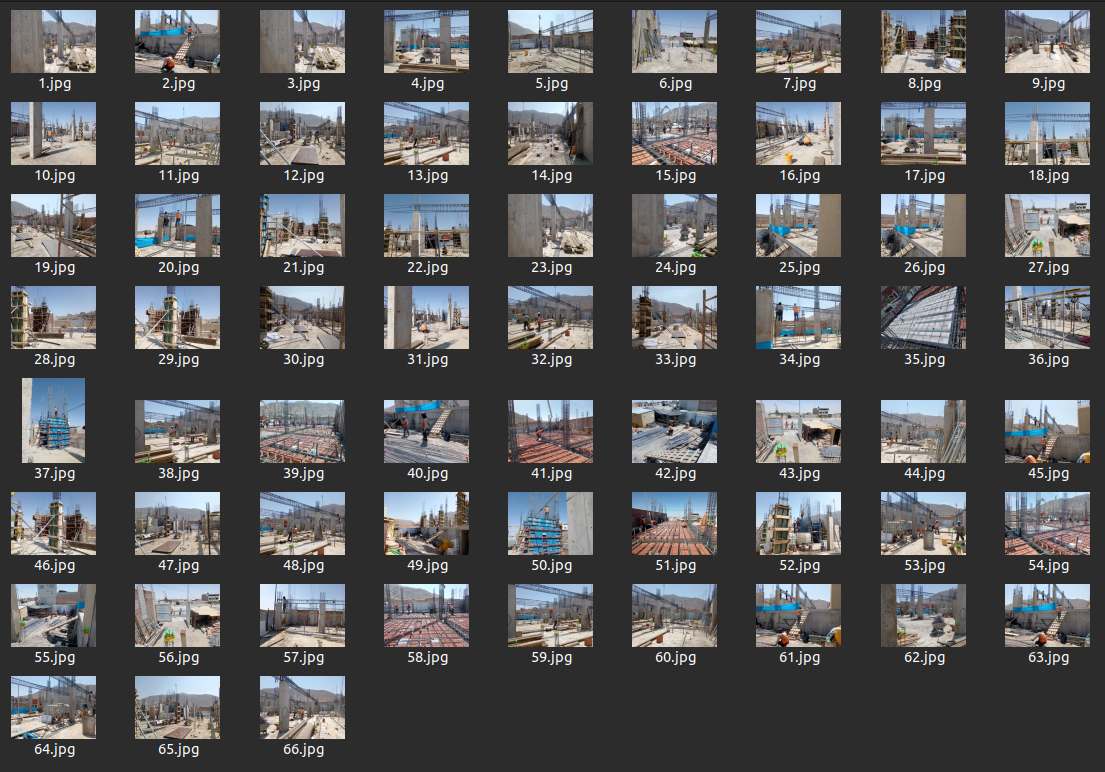 1.jpg 2.jpg 3.jpg 4.jpg 5.jpg 6.jpg 7.jpg 8.jpg 9.jpg
10.jpg 11.jpg 12.jpg 13.jpg 14.jpg 15.jpg 16.jpg 17.jpg 18.jpg
19.jpg 20.jpg 21.jpg 22.jpg 23.jpg 24.jpg 25.jpg 26.jpg 27.jpg
28.jpg 29.jpg 30.jpg 31.jpg 32.jpg 33.jpg 34.jpg 35.jpg 36.jpg
37.jpg 38.jpg 39.jpg 40.jpg 41.jpg 42.jpg 43.jpg 44.jpg 45.jpg
46.jpg 47.jpg 48.jpg 49.jpg 50.jpg 51.jpg 52.jpg 53.jpg 54.jpg
55.jpg 56.jpg 57.jpg 58.jpg 59.jpg 60.jpg 61.jpg 62.jpg 63.jpg
64.jpg 65.jpg 66.jpg